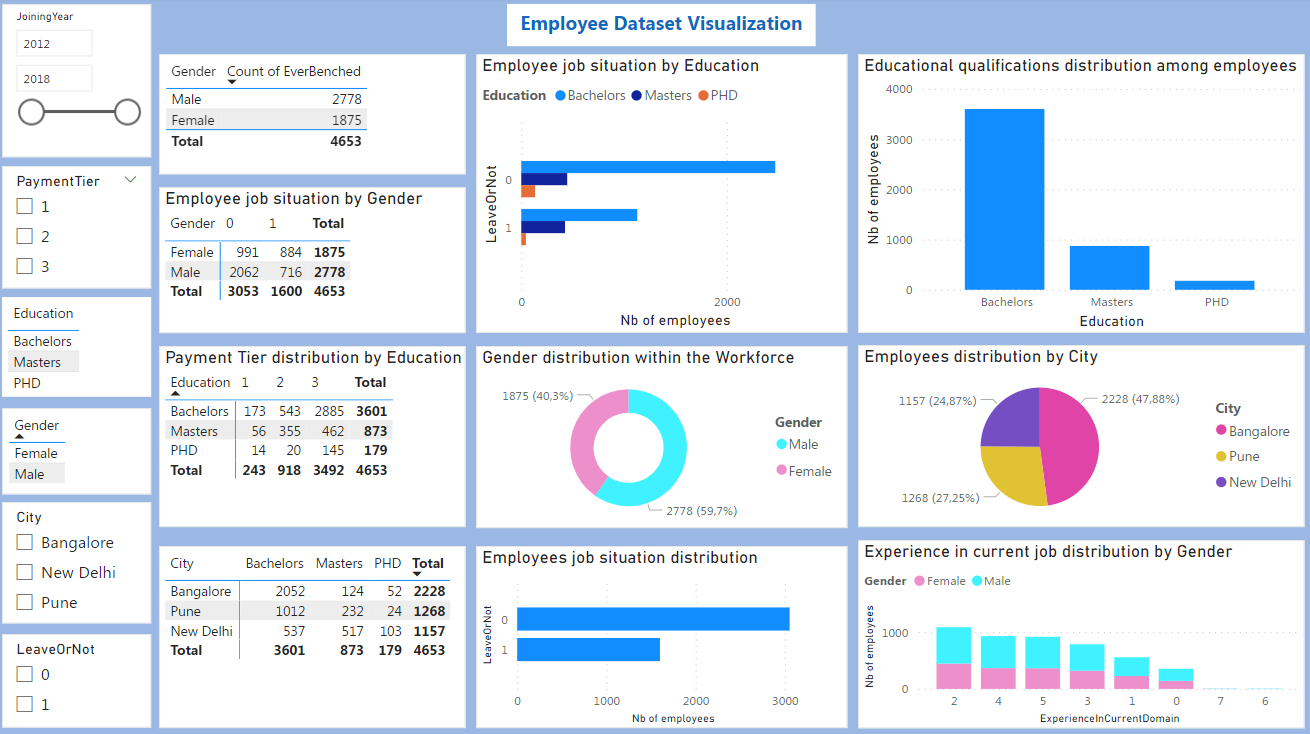 Employee Dataset Visualization
JoiningYear
2012
2018
PaymentTier
1
2
3
Education
Bachelors
Masters
PHD
Gender
Female
Male
City
Bangalore
New Delhi
Pune
LeaveOrNot
0
1
Gender Count of EverBenched
Male 2778
Female 1875
Total 4653
Employee job situation by Gender
Gender 0 1 Total
Female 991 884 1875
Male 2062 716 2778
Total 3053 1600 4653
Payment Tier distribution by Education
Education 1 2 3 Total
Bachelors 173 543 2885 3601
Masters 56 355 462 873
PHD 14 20 145 179
Total 243 918 3492 4653
City Bachelors Masters PHD Total
Bangalore 2052 124 52 2228
Pune 1012 232 24 1268
New Delhi 537 517 103 1157
Total 3601 873 179 4653
Employee job situation by Education
Education Bachelors Masters PHD
LeaveOrNot
0
1
0 2000
Nb of employees
Gender distribution within the Workforce
1875 (40,3%)
2778 (59,7%)
Gender
Male
Female
Employees job situation distribution
LeaveOrNot
0
1
0 1000 2000 3000
Nb of employees
Educational qualifications distribution among employees
Nb of employees
4000
3000
2000
1000
0
Bachelors Masters PHD
Education
Employees distribution by City
1157 (24,87%)
2228 (47,88%)
1268 (27,25%)
City
Bangalore
Pune
New Delhi
Experience in current job distribution by Gender
Gender Female Male
Nb of employees
1000
0
2 4 5 3 1 0 7 6
ExperienceInCurrentDomain